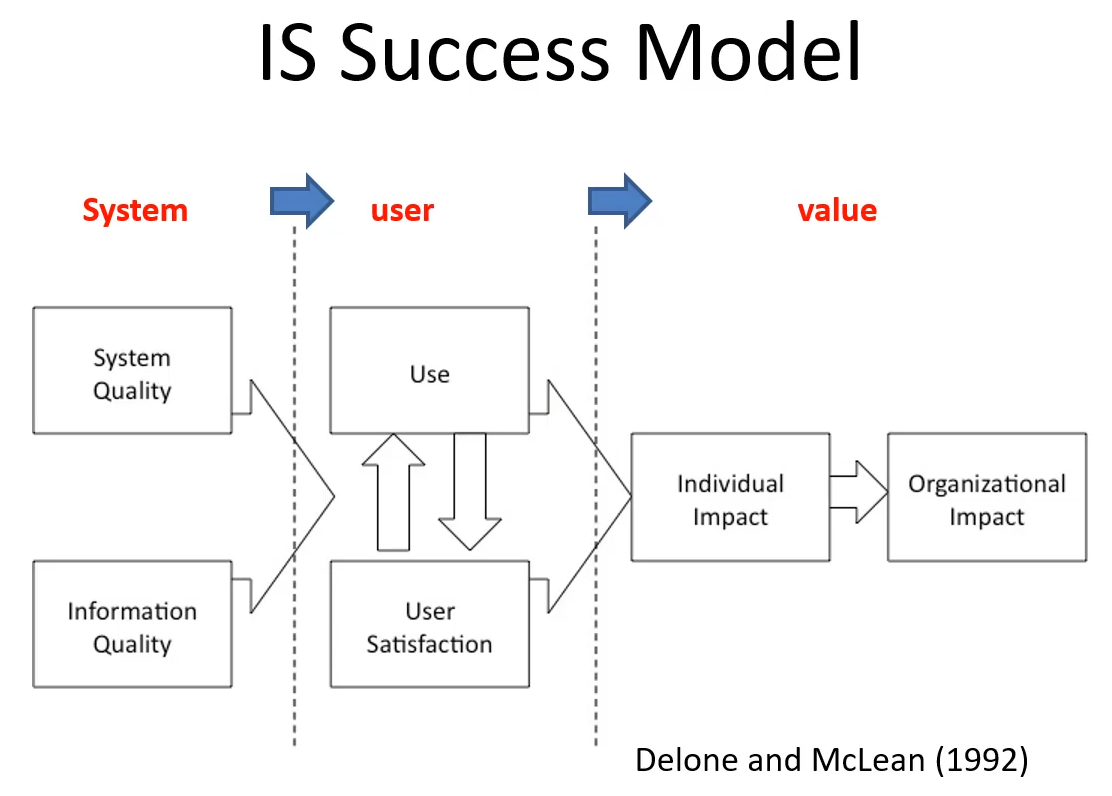 IS Success Model
System
user
value
System
Quality
Use
Individual
Impact
Organizational
Impact
Information
Quality
User
Satisfaction
Delone and McLean (1992)